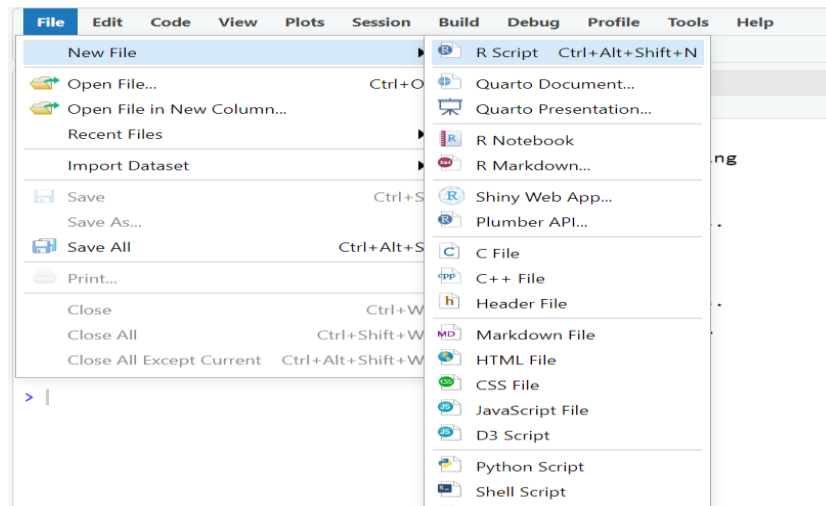 File Edit Code View Plots Session Build Debug Profile Tools Help
New File
Open File... Ctrl+O
Open File in New Column...
Recent Files
Import Dataset
Save Ctrl+S
Save As...
Save All Ctrl+Alt+S
Print...
Close Ctrl+W
Close All Ctrl+Shift+W
Close All Except Current Ctrl+Alt+Shift+W
>
R Script Ctrl+Alt+Shift+N
Quarto Document...
Quarto Presentation...
R Notebook
R Markdown...
Shiny Web App...
Plumber API...
C File
C++ File
Header File
Markdown File
HTML File
CSS File
JavaScript File
D3 Script
Python Script
Shell Script
ng